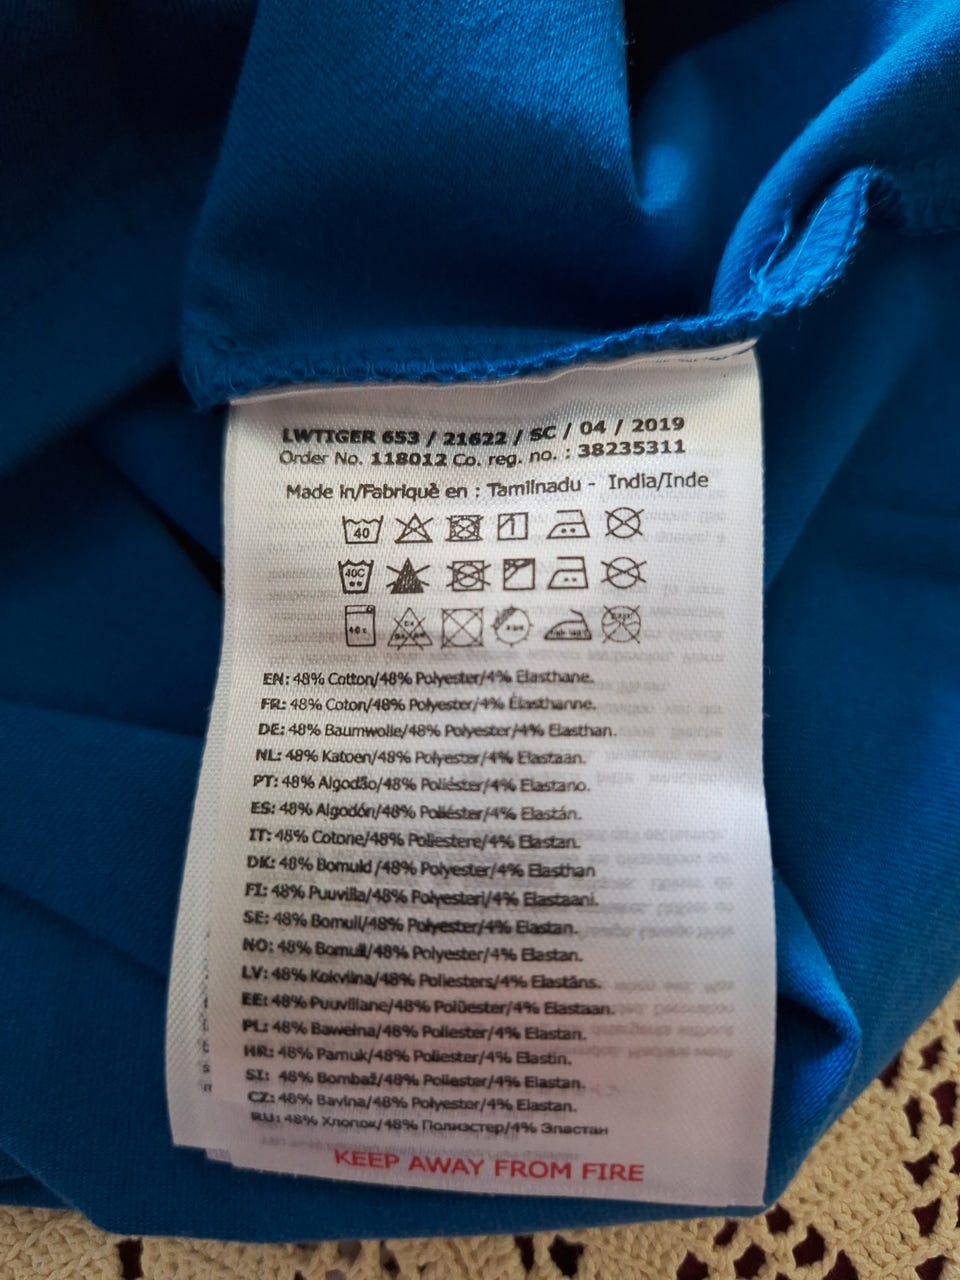 LWTIGER 653 / 21622 / SC / 04 / 2019
Order No. 118012 Co. reg. no. : 38235311
Made in/Fabriquè en : Tamilnadu - India/Inde
40 1
40C
EN: 48% Cotton/48% Polyester/4% Elasthane.
FR: 48% Coton/48% Polyester/4% Élasthanne.
DE: 48% Baumwolle/48% Polyester/4% Elasthan.
NL: 48% Katoen/48% Polyester/4% Elastaan.
PT: 48% Algodão/48% Poliéster/4% Elastano.
ES: 48% Algodón/48% Poliéster/4% Elastán.
IT: 48% Cotone/48% Poliestere/4% Elastan.
DK: 48% Bomuld/48% Polyester/4% Elasthan
FI: 48% Puuvilla/48% Polyesteri/4% Elastaani.
SE: 48% Bomull/48% Polyester/4% Elastan.
NO: 48% Bomull/48% Polyester/4% Elastan.
LV: 48% Kokvilna/48% Poliesters/4% Elastāns.
EE: 48% Puuvillane/48% Polüester/4% Elastaan.
PL: 48% Bawełna/48% Poliester/4% Elastan.
HR: 48% Pamuk/48% Poliester/4% Elastin.
SI: 48% Bombaž/48% Poliester/4% Elastan.
CZ: 48% Bavlna/48% Polyester/4% Elastan.
RU: 48% Хлопок/48% Полиэстер/4% Эластан
KEEP AWAY FROM FIRE